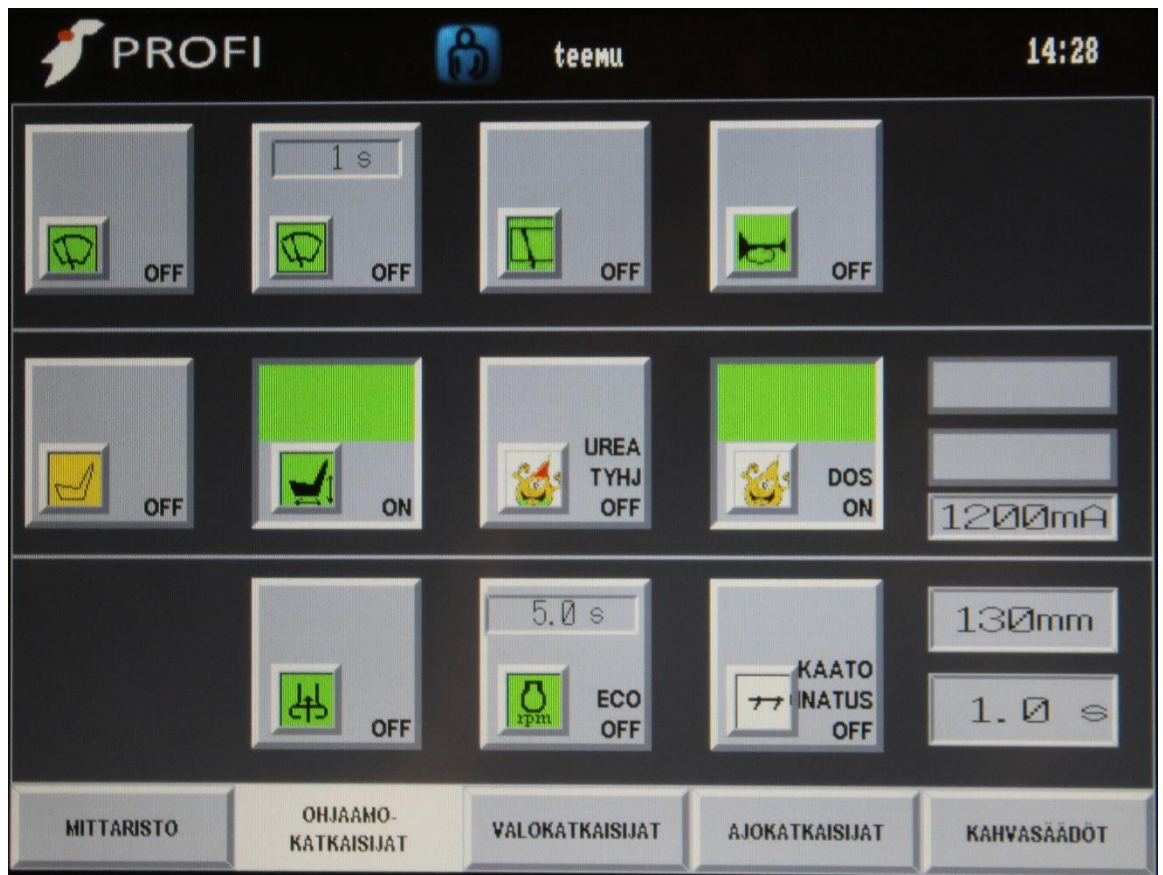 PROFI
teemu
14:28
OFF
1 s
OFF
OFF
OFF
OFF
ON
UREA
TYHJ
OFF
DOS
ON
1200mA
OFF
5.0 s
rpm
ECO
OFF
KAATO
INATUS
OFF
130mm
1.0 s
MITTARISTO
OHJAAMO-
KATKAISIJAT
VALOKATKAISIJAT
AJOKATKAISIJAT
KAHVASÄÄDÖT